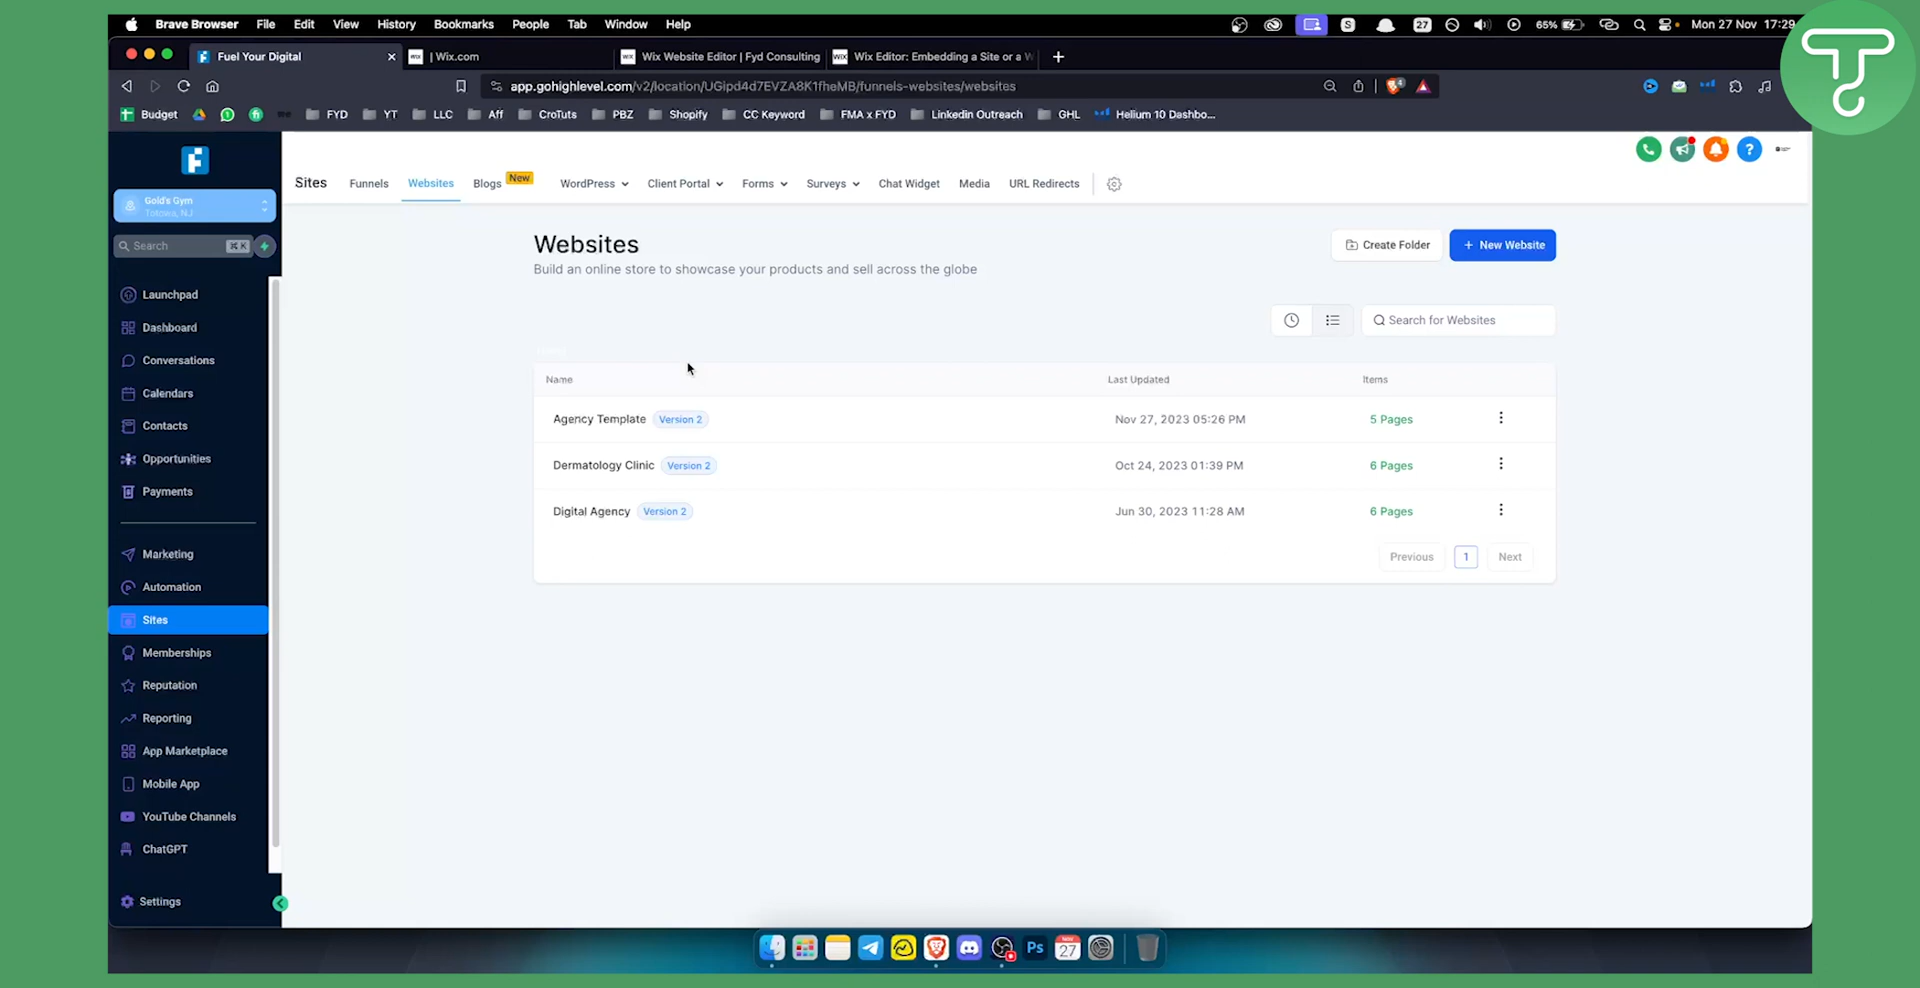 Brave Browser File Edit View History Bookmarks People Tab Window Help 27 65% Mon 27 Nov 17:29
Fuel Your Digital | Wix.com Wix Website Editor | Fyd Consulting Wix Editor: Embedding a Site or a W
app.gohighlevel.com/v2/location/UGipd4d7EVZA8K1fheMB/funnels-websites/websites
Budget FYD YT LLC Aff CroTuts PBZ Shopify CC Keyword FMA x FYD Linkedin Outreach GHL Helium 10 Dashbo...
Sites Funnels Websites Blogs New WordPress Client Portal Forms Surveys Chat Widget Media URL Redirects
Gold's Gym
Totowa, NJ
Search ⌘ K
Launchpad
Dashboard
Conversations
Calendars
Contacts
Opportunities
Payments
Marketing
Automation
Sites
Memberships
Reputation
Reporting
App Marketplace
Mobile App
YouTube Channels
ChatGPT
Settings
Websites
Build an online store to showcase your products and sell across the globe
Create Folder + New Website
Search for Websites
Name Last Updated Items
Agency Template Version 2 Nov 27, 2023 05:26 PM 5 Pages
Dermatology Clinic Version 2 Oct 24, 2023 01:39 PM 6 Pages
Digital Agency Version 2 Jun 30, 2023 11:28 AM 6 Pages
Previous 1 Next
Ps NOV 27